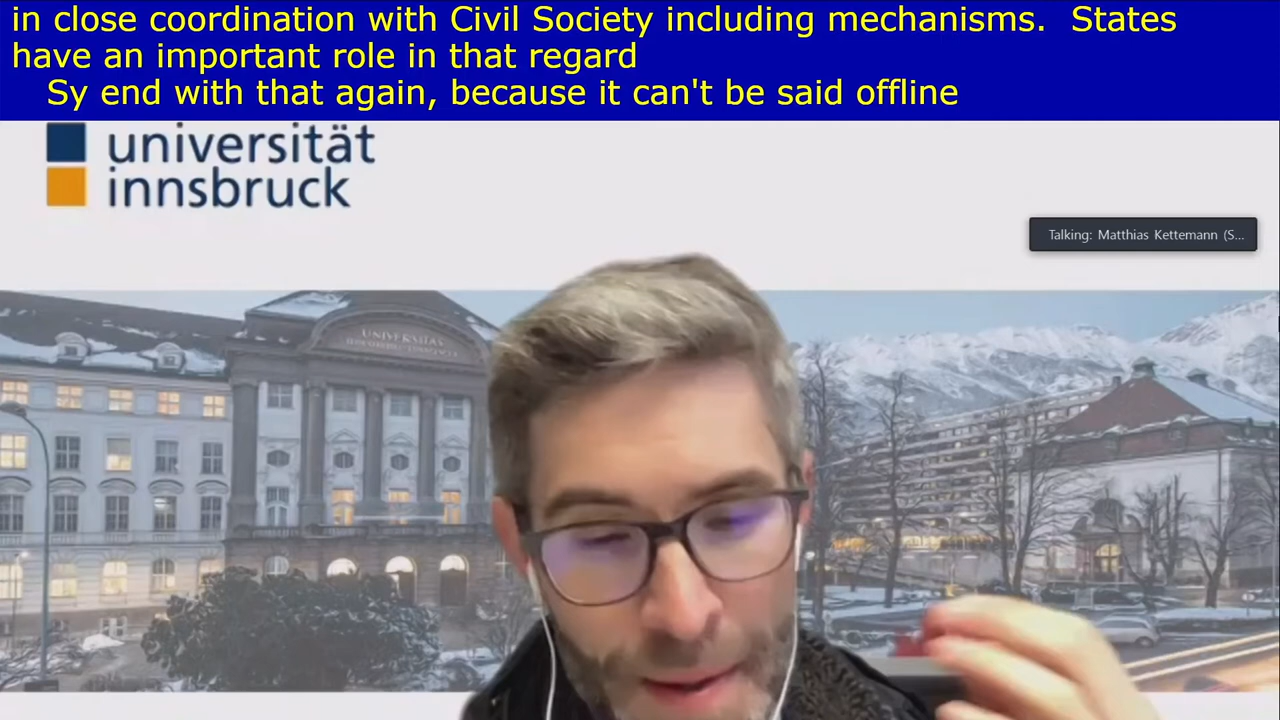 in close coordination with Civil Society including mechanisms.  States
have an important role in that regard
Sy end with that again, because it can't be said offline
universität
innsbruck
Talking: Matthias Kettemann (S...
UNIVERSITAS